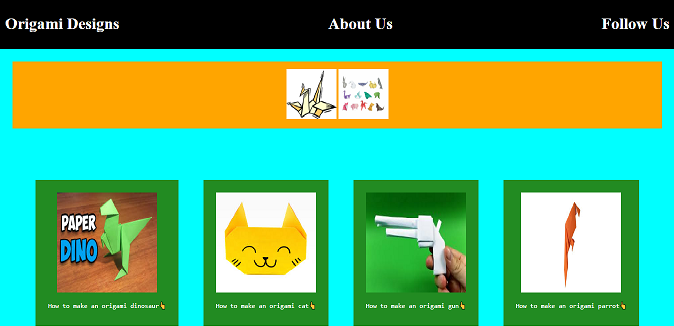 Origami Designs
About Us
Follow Us
PAPER
DINO
How to make an origami dinosaur👆
How to make an origami cat👆
How to make an origami gun👆
How to make an origami parrot👆